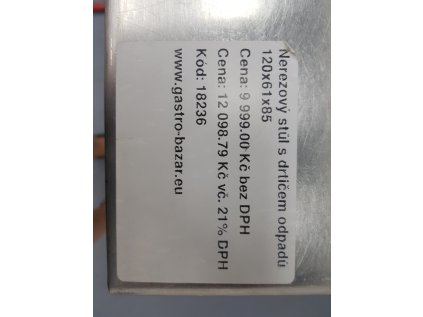 Nerezový stůl s drtičem odpadů
120x61x85
Cena: 9 999.00 Kč bez DPH
Cena: 12 098.79 Kč vč. 21% DPH
Kód: 18236
www.gastro-bazar.eu